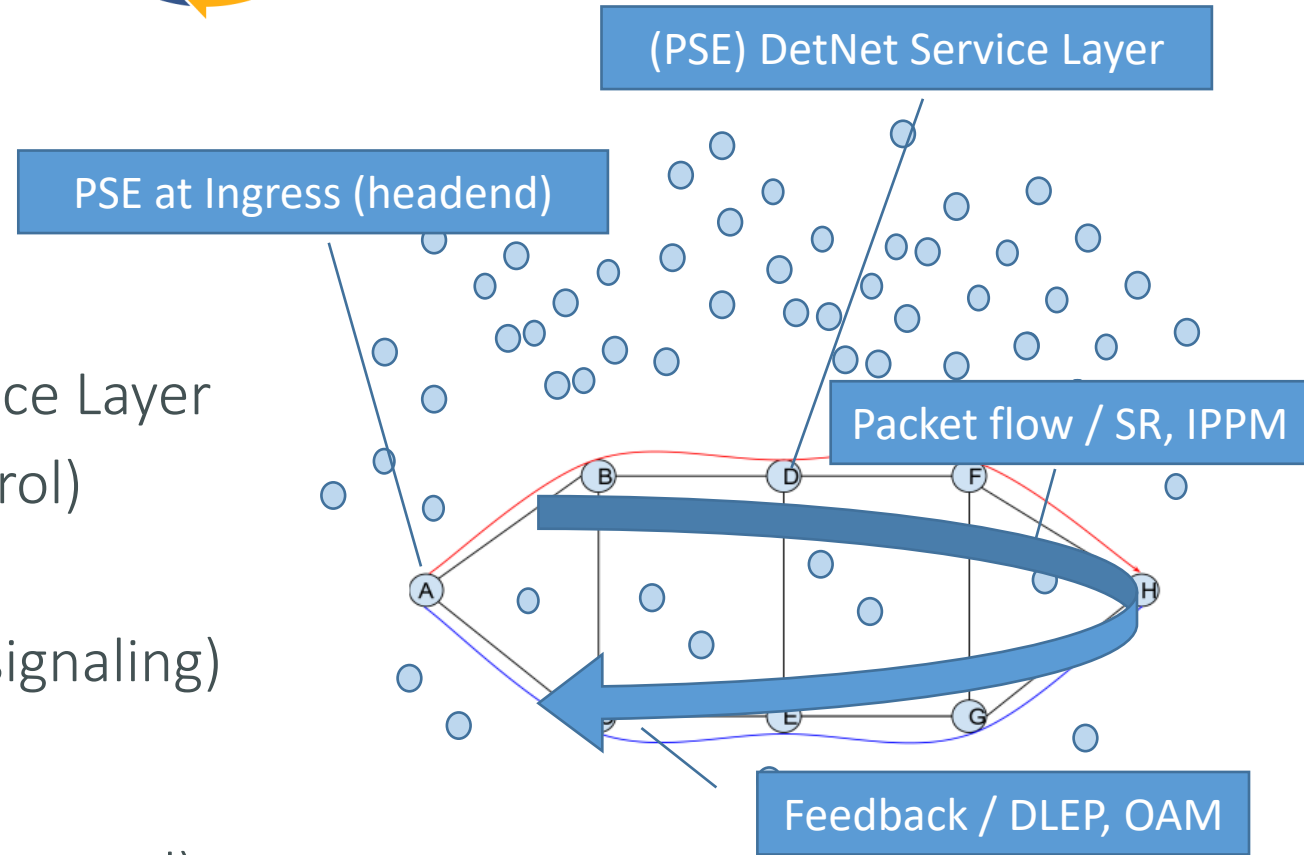 (PSE) DetNet Service Layer
PSE at Ingress (headend)
ce Layer
Packet flow / SR, IPPM
rol)
B
D
F
A
H
signaling)
E
G
Feedback / DLEP, OAM